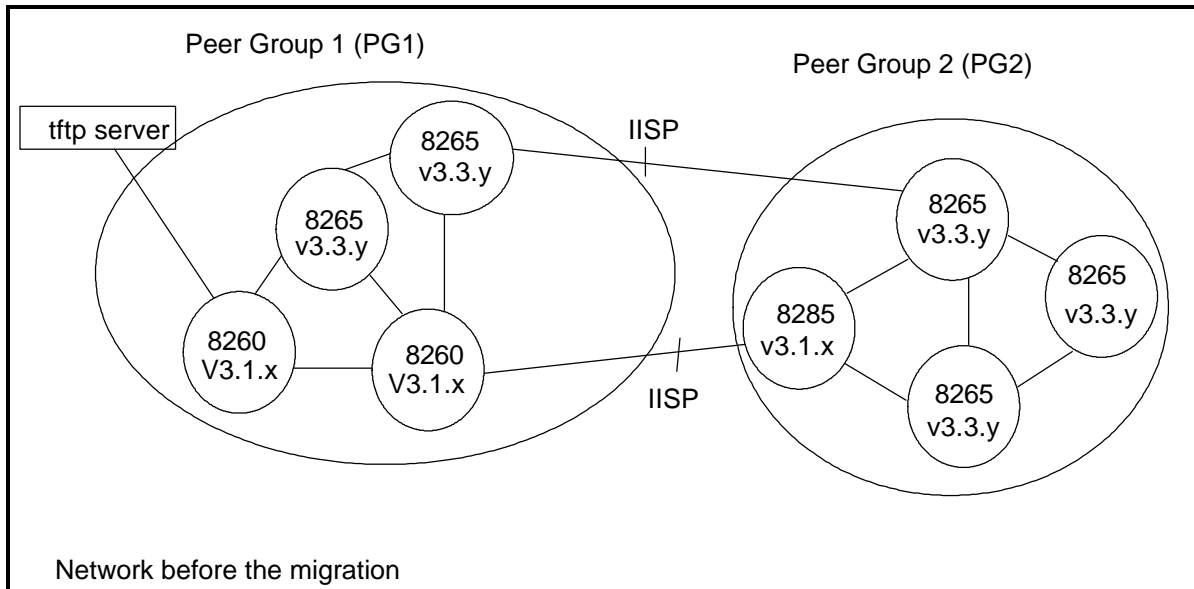 Peer Group 1 (PG1)
Peer Group 2 (PG2)
tftp server
IISP
8265
v3.3.y
8265
v3.3.y
8260
V3.1.x
8260
V3.1.x
IISP
8265
v3.3.y
8265
v3.3.y
8285
v3.1.x
8265
v3.3.y
Network before the migration